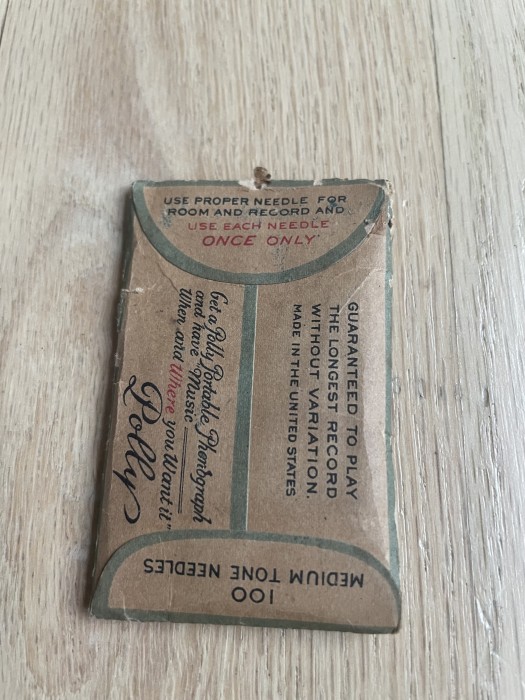 USE PROPER NEEDLE FOR
ROOM AND RECORD AND
USE EACH NEEDLE
ONCE ONLY
GUARANTEED TO PLAY
THE LONGEST RECORD
WITHOUT VARIATION.
MADE IN THE UNITED STATES
Get a Polly Portable Phonograph
and have "Music
When and Where you Want it"
Polly
100
MEDIUM TONE NEEDLES